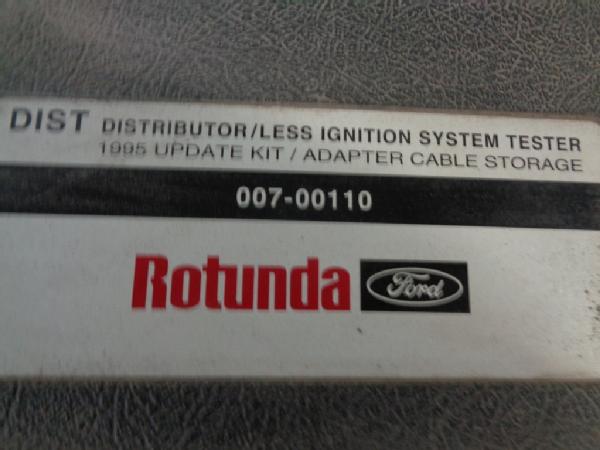 DIST DISTRIBUTOR/LESS IGNITION SYSTEM TESTER
1995 UPDATE KIT / ADAPTER CABLE STORAGE
007-00110
Rotunda Ford